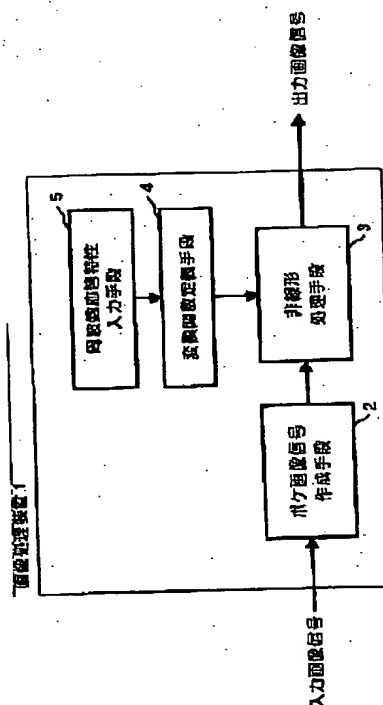 画像処理装置1
5
周波数応答特性
入力手段
4
変換関数定義手段
入力画像信号
ボケ画像信号
作成手段
2
非線形
処理手段
3
出力画像信号